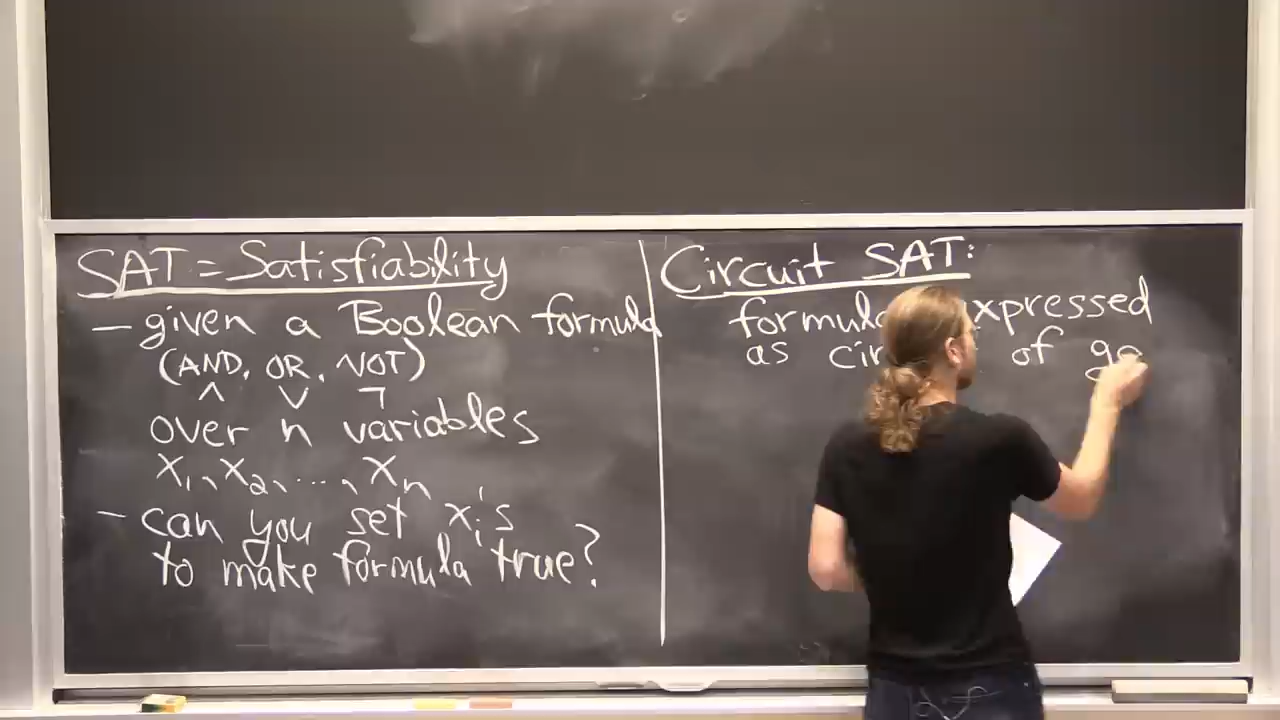 SAT = Satisfiability
– given a Boolean formula
(AND, OR, NOT)
∧ ∨ ¬
over n variables
x₁, x₂, ..., xₙ
– can you set xᵢ's
to make formula true?
Circuit SAT:
formula expressed
as of